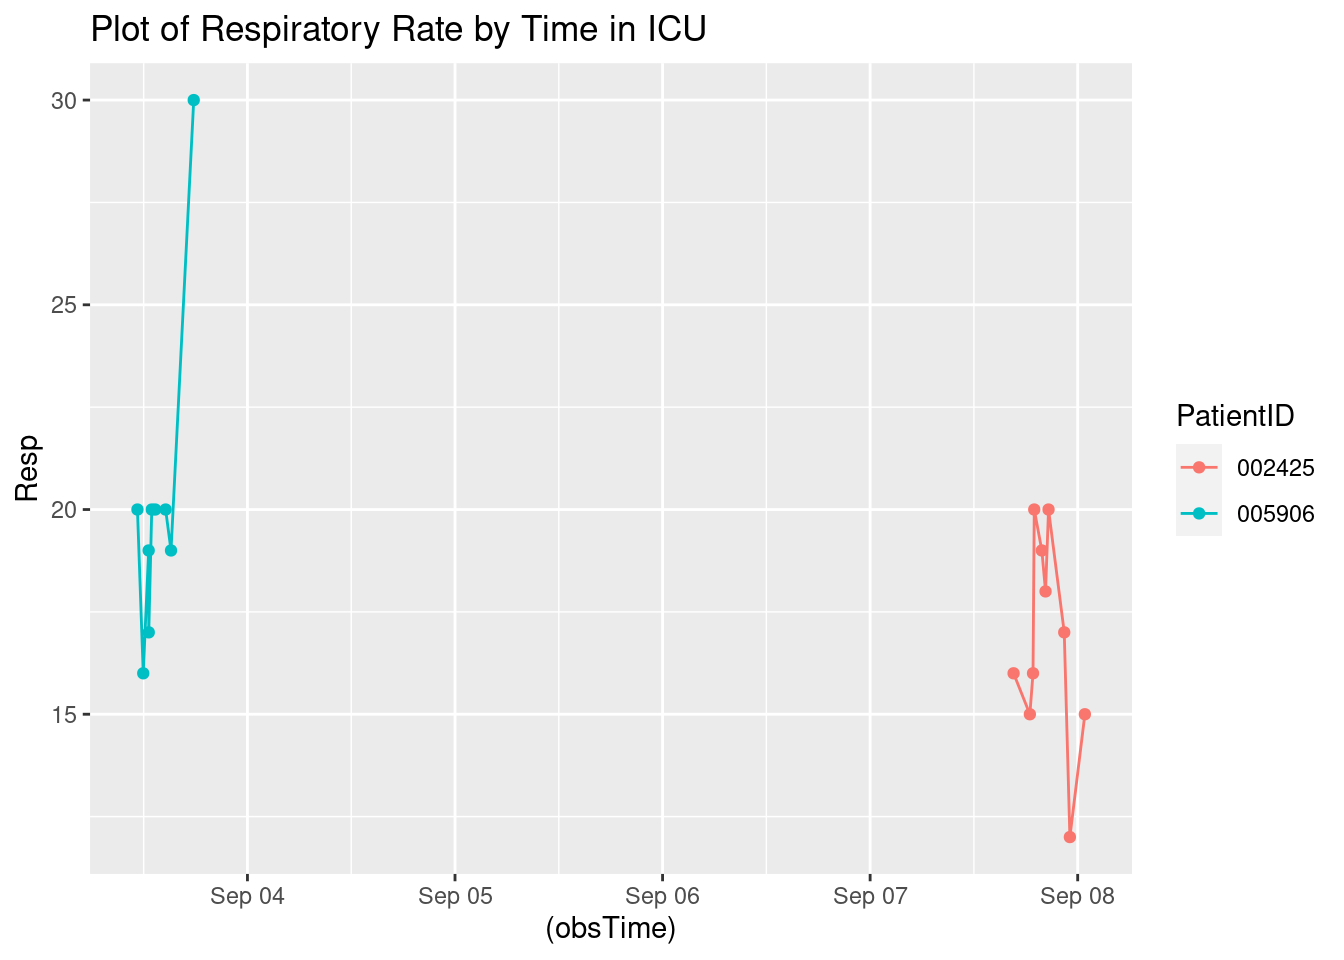 Plot of Respiratory Rate by Time in ICU
30
25
20
15
Resp
Sep 04
Sep 05
Sep 06
Sep 07
Sep 08
(obsTime)
PatientID
002425
005906